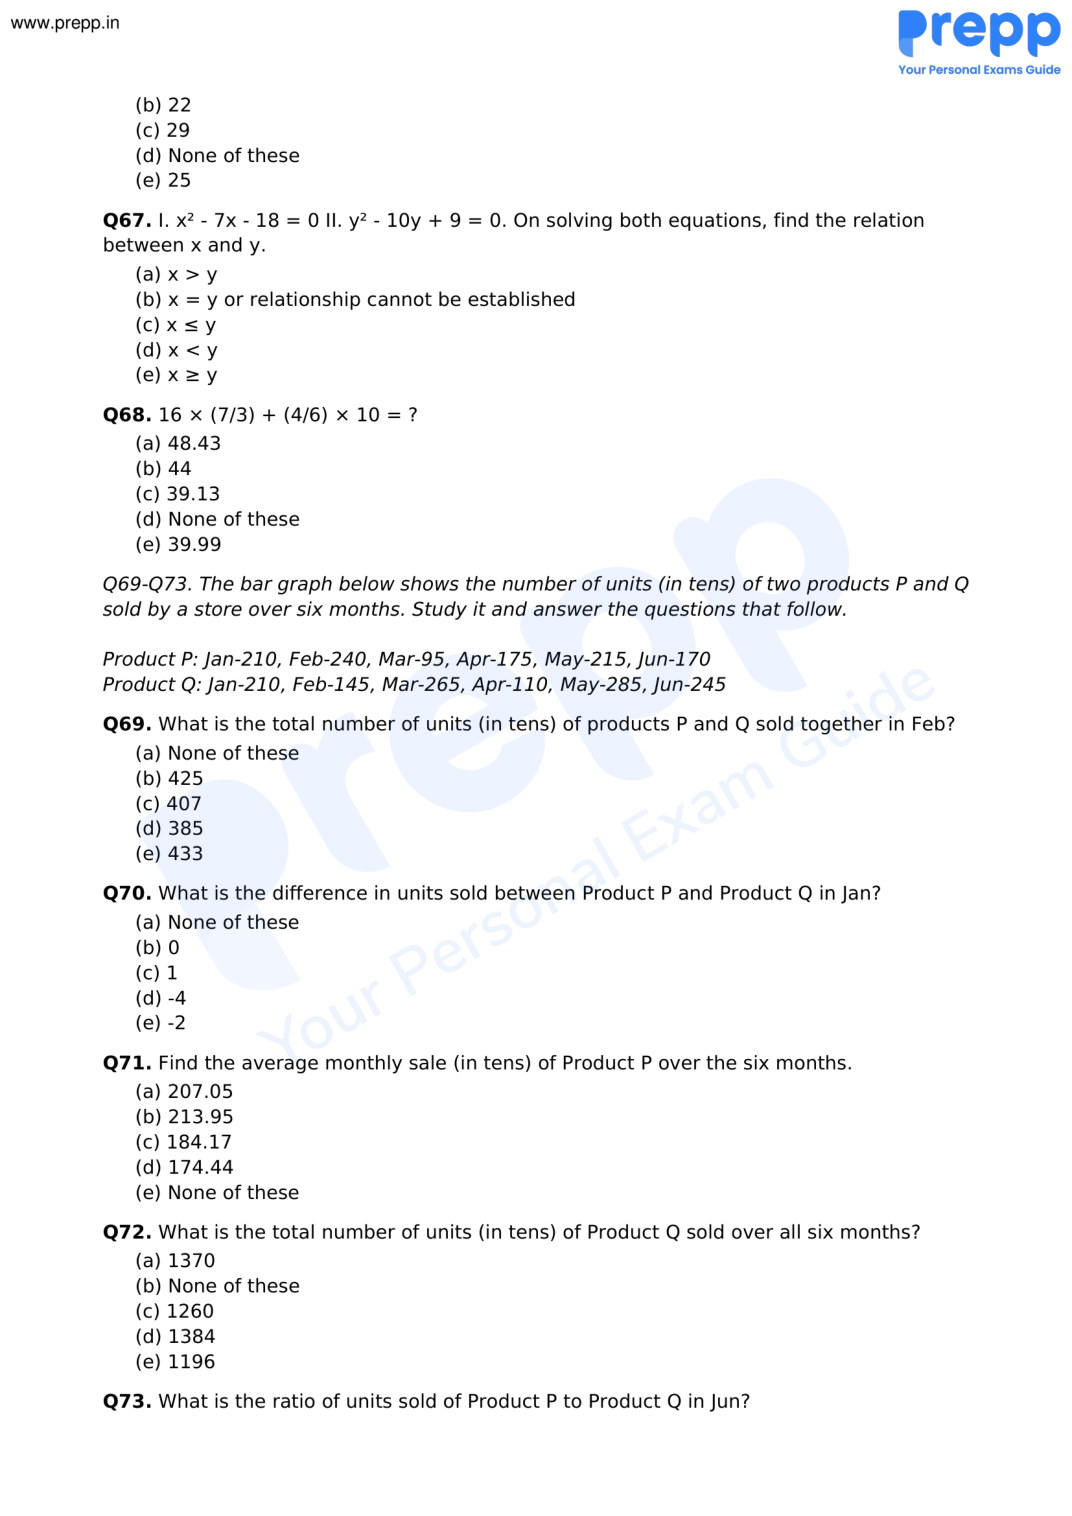 www.prepp.in
prepp
Your Personal Exams Guide
(b) 22
(c) 29
(d) None of these
(e) 25
Q67. I. x² - 7x - 18 = 0 II. y² - 10y + 9 = 0. On solving both equations, find the relation
between x and y.
(a) x > y
(b) x = y or relationship cannot be established
(c) x ≤ y
(d) x < y
(e) x ≥ y
Q68. 16 × (7/3) + (4/6) × 10 = ?
(a) 48.43
(b) 44
(c) 39.13
(d) None of these
(e) 39.99
Q69-Q73. The bar graph below shows the number of units (in tens) of two products P and Q
sold by a store over six months. Study it and answer the questions that follow.
Product P: Jan-210, Feb-240, Mar-95, Apr-175, May-215, Jun-170
Product Q: Jan-210, Feb-145, Mar-265, Apr-110, May-285, Jun-245
Q69. What is the total number of units (in tens) of products P and Q sold together in Feb?
(a) None of these
(b) 425
(c) 407
(d) 385
(e) 433
Q70. What is the difference in units sold between Product P and Product Q in Jan?
(a) None of these
(b) 0
(c) 1
(d) -4
(e) -2
Q71. Find the average monthly sale (in tens) of Product P over the six months.
(a) 207.05
(b) 213.95
(c) 184.17
(d) 174.44
(e) None of these
Q72. What is the total number of units (in tens) of Product Q sold over all six months?
(a) 1370
(b) None of these
(c) 1260
(d) 1384
(e) 1196
Q73. What is the ratio of units sold of Product P to Product Q in Jun?
prepp
Your Personal Exam Guide